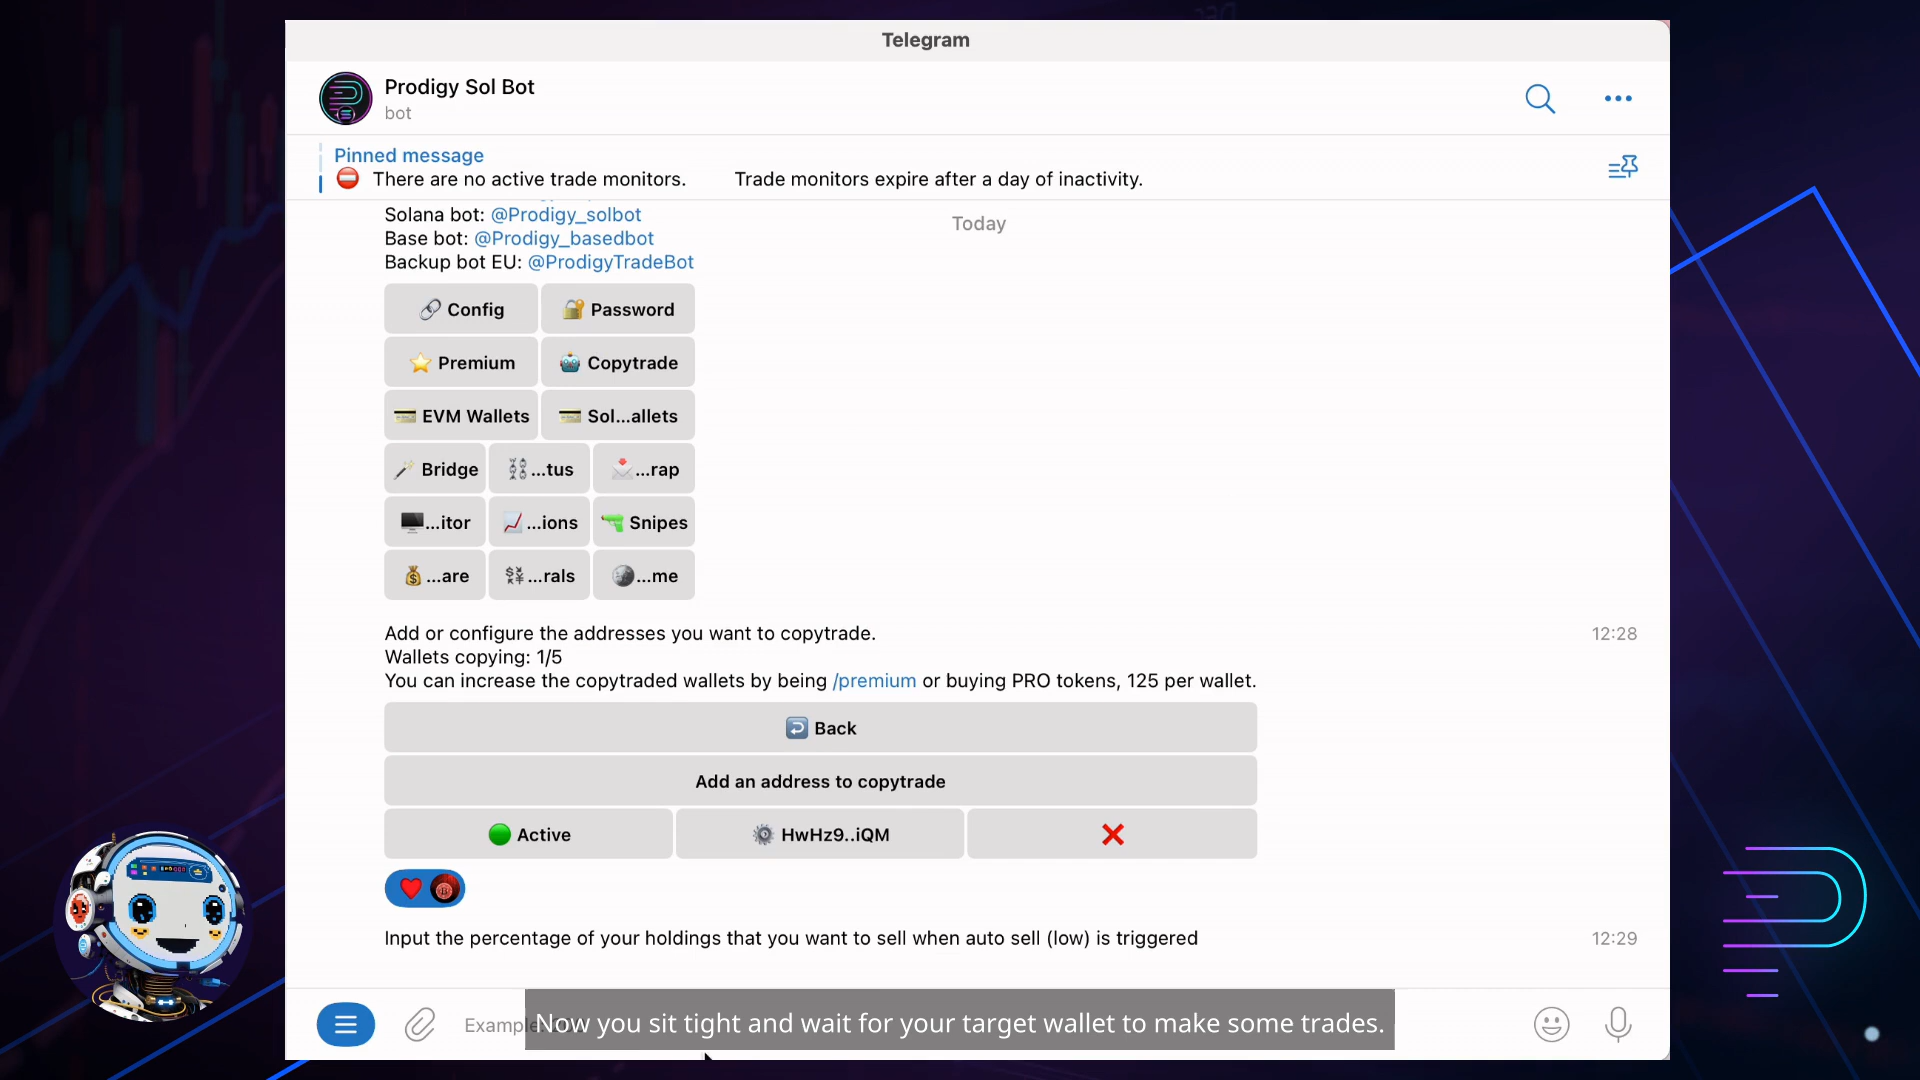 Telegram
Prodigy Sol Bot
bot
Pinned message
There are no active trade monitors. Trade monitors expire after a day of inactivity.
Today
Solana bot: @Prodigy_solbot
Base bot: @Prodigy_basedbot
Backup bot EU: @ProdigyTradeBot
Config Password
Premium Copytrade
EVM Wallets Sol...allets
Bridge ...tus ...rap
...itor ...ions Snipes
...are ...rals ...me
Add or configure the addresses you want to copytrade. 12:28
Wallets copying: 1/5
You can increase the copytraded wallets by being /premium or buying PRO tokens, 125 per wallet.
Back
Add an address to copytrade
Active HwHz9..iQM
Input the percentage of your holdings that you want to sell when auto sell (low) is triggered 12:29
Now you sit tight and wait for your target wallet to make some trades.